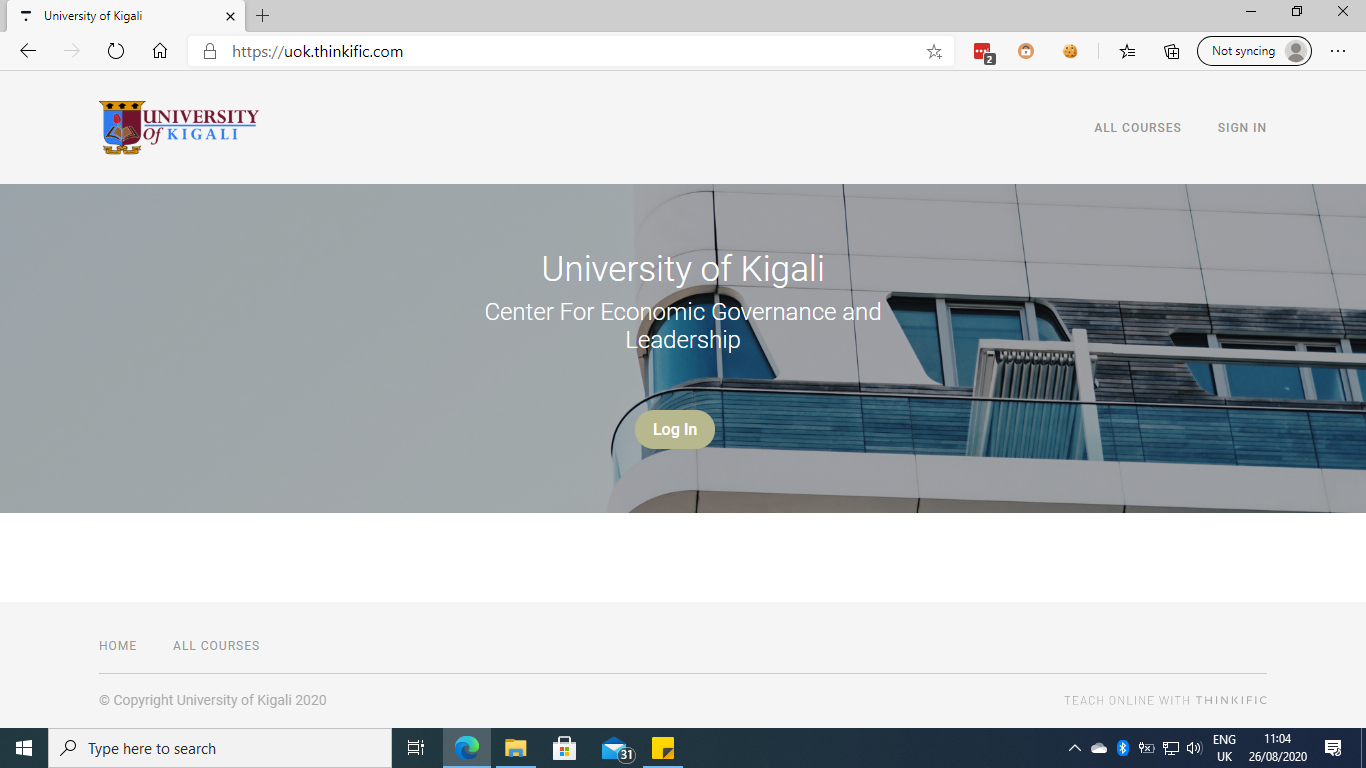 University of Kigali
https://uok.thinkific.com
2
Not syncing
UNIVERSITY
of KIGALI
ALL COURSES
SIGN IN
University of Kigali
Center For Economic Governance and
Leadership
Log In
HOME
ALL COURSES
© Copyright University of Kigali 2020
TEACH ONLINE WITH THINKIFIC
Type here to search
31
ENG
UK
11:04
26/08/2020